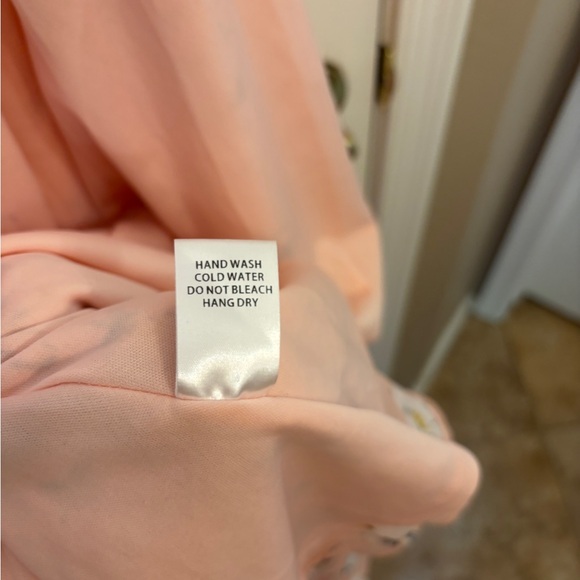 HAND WASH
COLD WATER
DO NOT BLEACH
HANG DRY